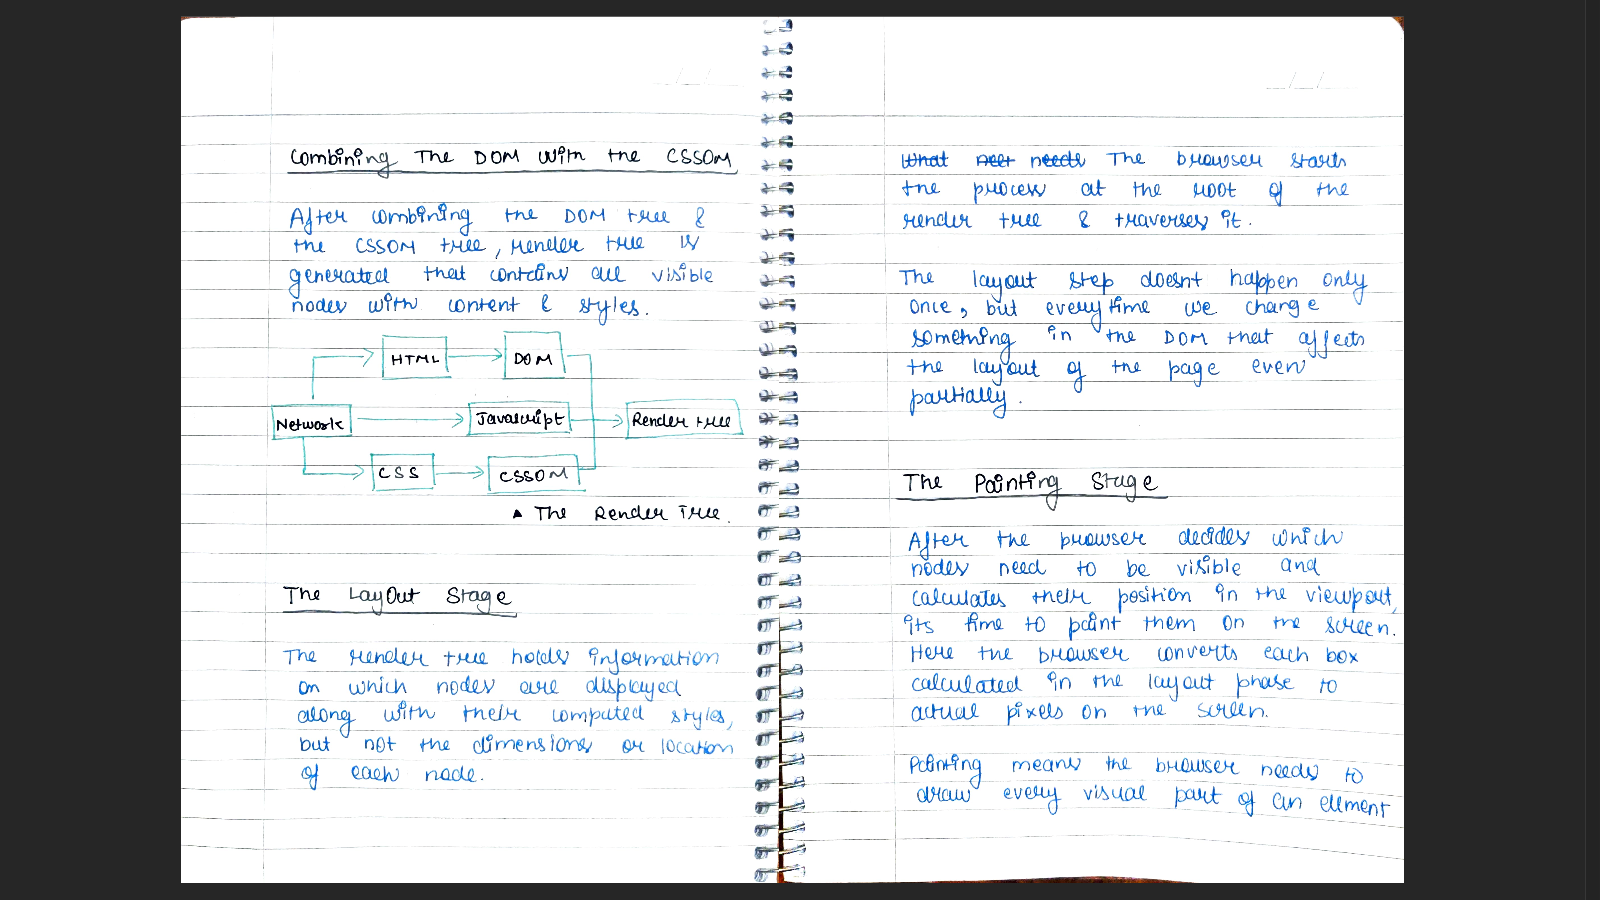 Combining The DOM with the CSSOM
After combining the DOM tree &
the CSSOM tree, render tree is
generated that contains all visible
nodes with content & styles.
HTML
DOM
Network
Javascript
Render tree
CSS
CSSOM
▲ The Render Tree.
The Layout Stage
The render tree holds information
on which nodes are displayed
along with their computed styles,
but not the dimensions or location
of each node.
What neet needs The browser starts
the process at the root of the
render tree & traverses it.
The layout step doesnt happen only
once, but everytime we change
something in the DOM that affects
the layout of the page even
partially.
The Painting Stage
After the browser decides which
nodes need to be visible and
calculates their position in the viewport,
its time to paint them on the screen.
Here the browser converts each box
calculated in the layout phase to
actual pixels on the screen.
Painting means the browser needs to
draw every visual part of an element